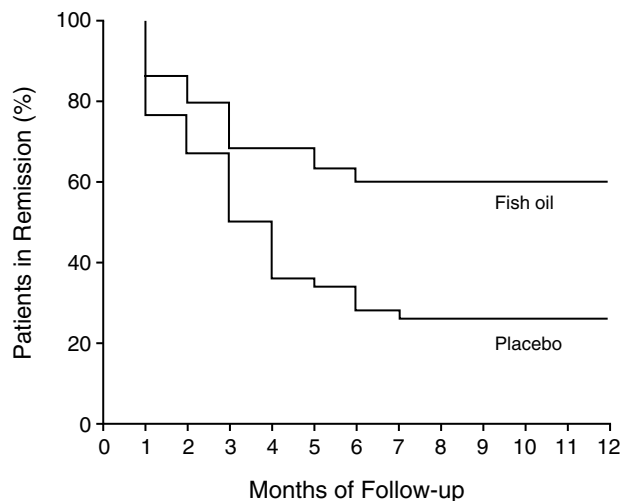 Patients in Remission (%)
100
80
60
40
20
0
Fish oil
Placebo
0 1 2 3 4 5 6 7 8 9 10 11 12
Months of Follow-up